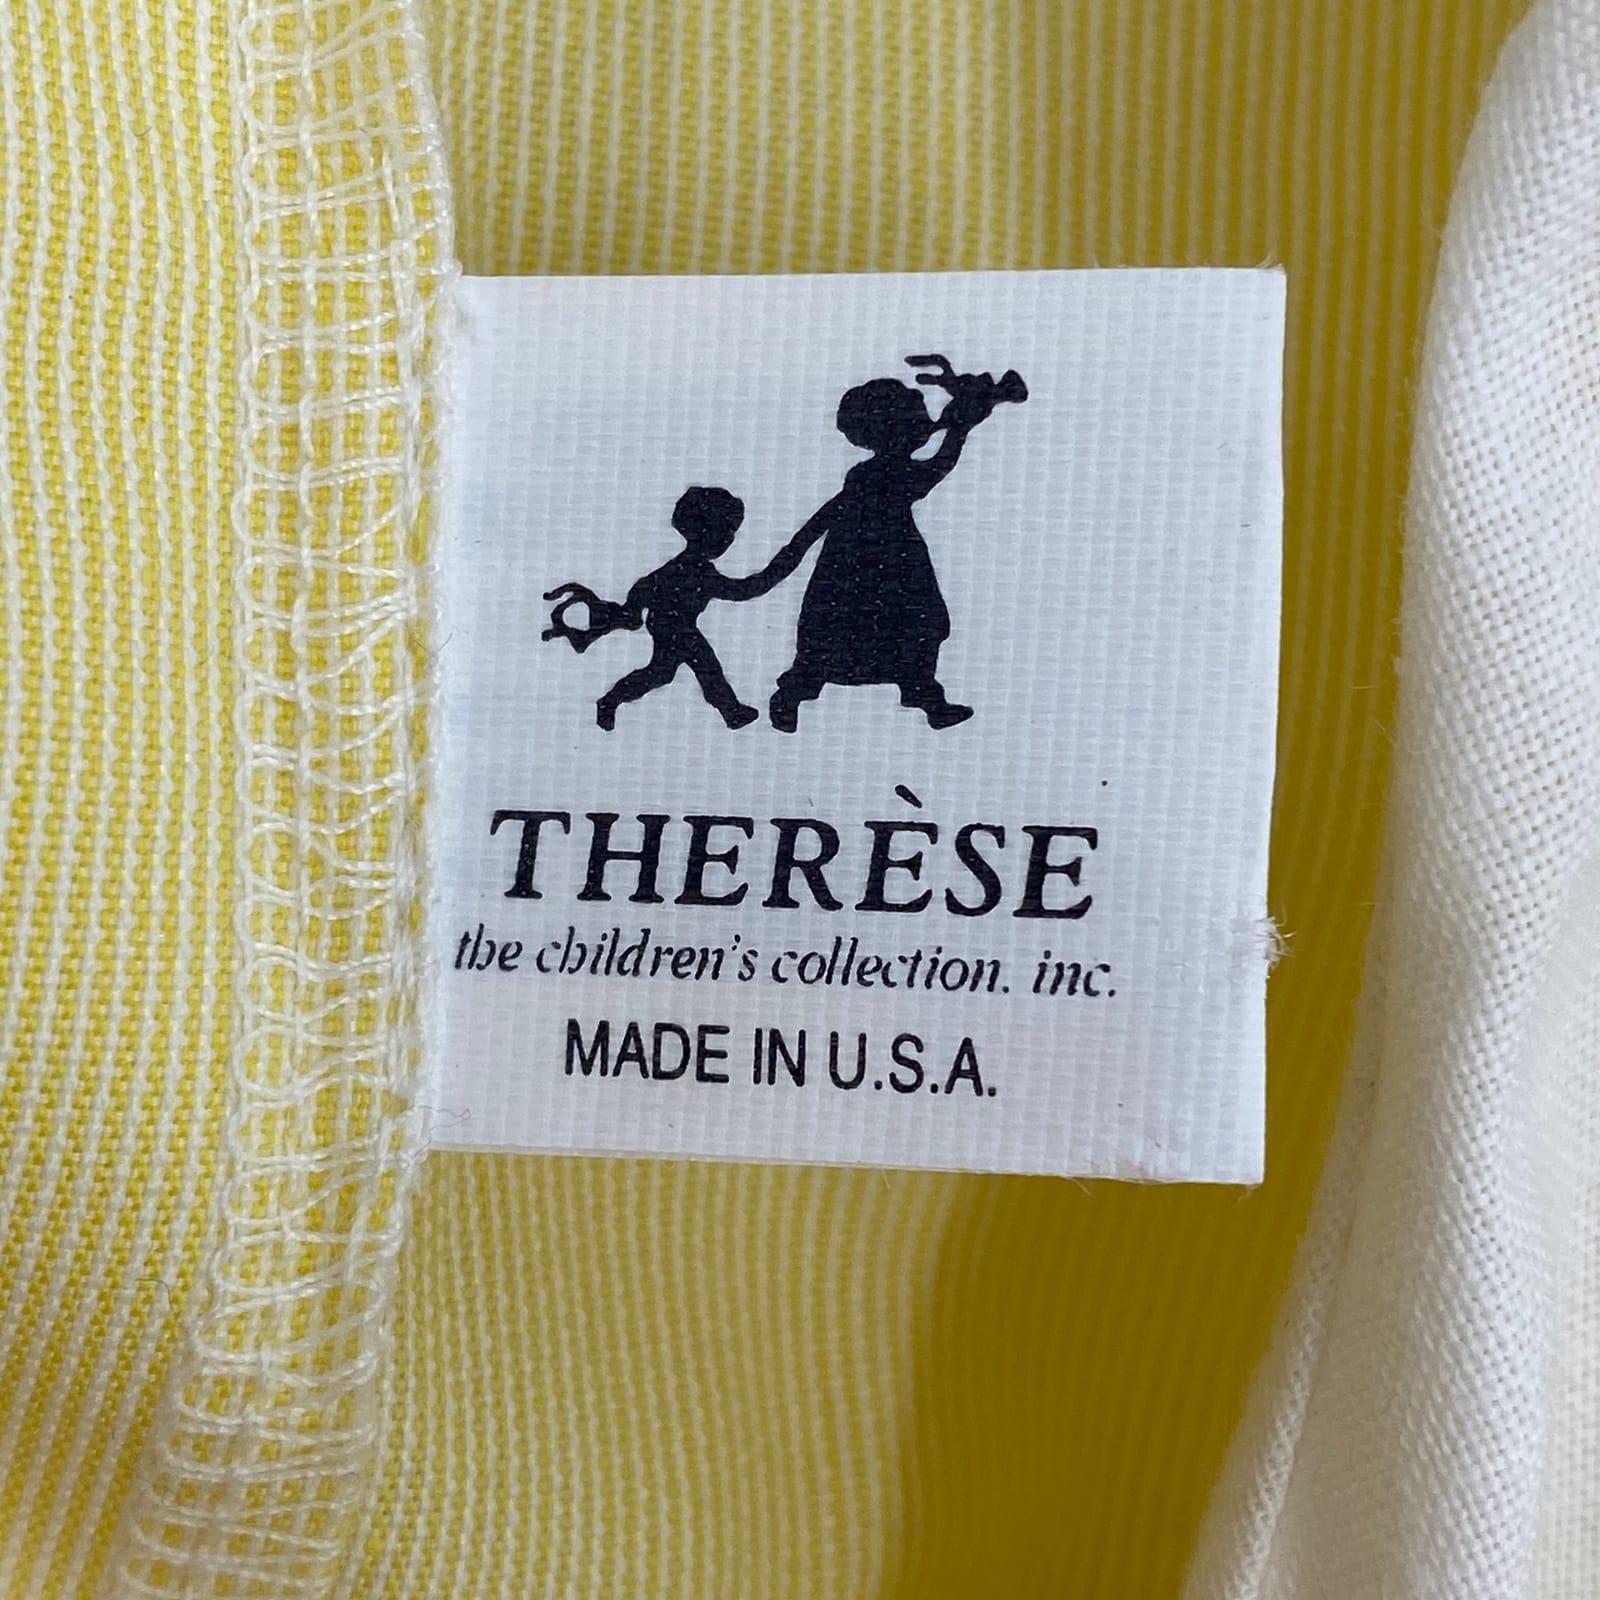 THERÈSE
the children's collection. inc.
MADE IN U.S.A.